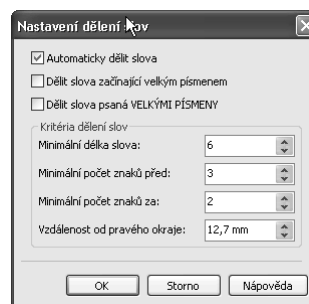 Nastavení dělení slov
Automaticky dělit slova
Dělit slova začínající velkým písmenem
Dělit slova psaná VELKÝMI PÍSMENY
Kritéria dělení slov
Minimální délka slova: 6
Minimální počet znaků před: 3
Minimální počet znaků za: 2
Vzdálenost od pravého okraje: 12,7 mm
OK Storno Nápověda